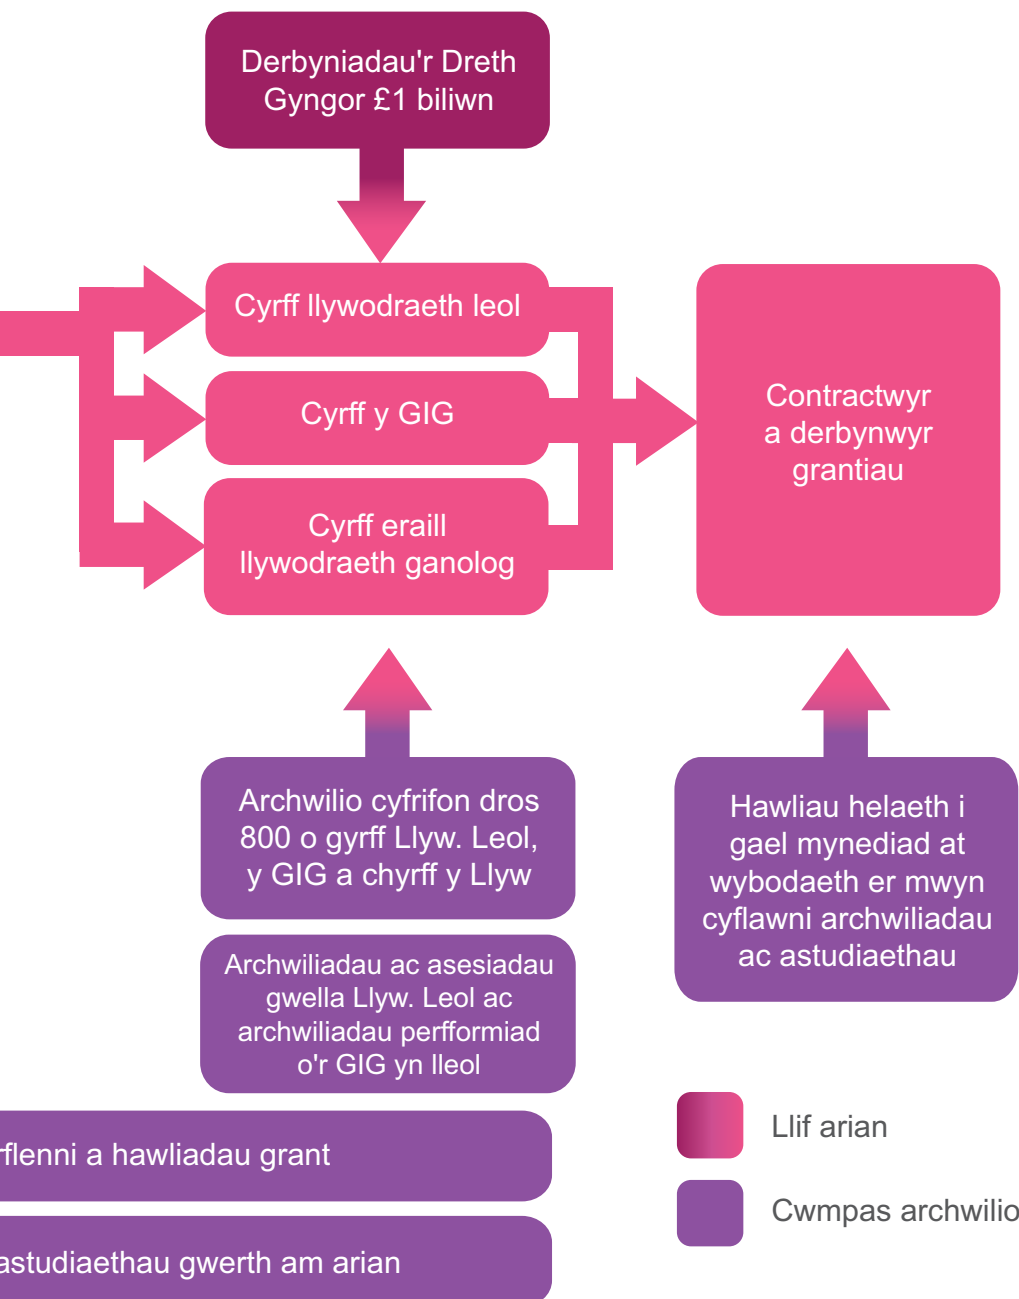 Derbyniadau'r Dreth
Gyngor £1 biliwn
Cyrff llywodraeth leol
Cyrff y GIG
Cyrff eraill
llywodraeth ganolog
Contractwyr
a derbynwyr
grantiau
Archwilio cyfrifon dros
800 o gyrff Llyw. Leol,
y GIG a chyrff y Llyw
Archwiliadau ac asesiadau
gwella Llyw. Leol ac
archwiliadau perfformiad
o'r GIG yn lleol
Hawliau helaeth i
gael mynediad at
wybodaeth er mwyn
cyflawni archwiliadau
ac astudiaethau
a hawliadau grant
astudiaethau gwerth am arian
Llif arian
Cwmpas archwilio